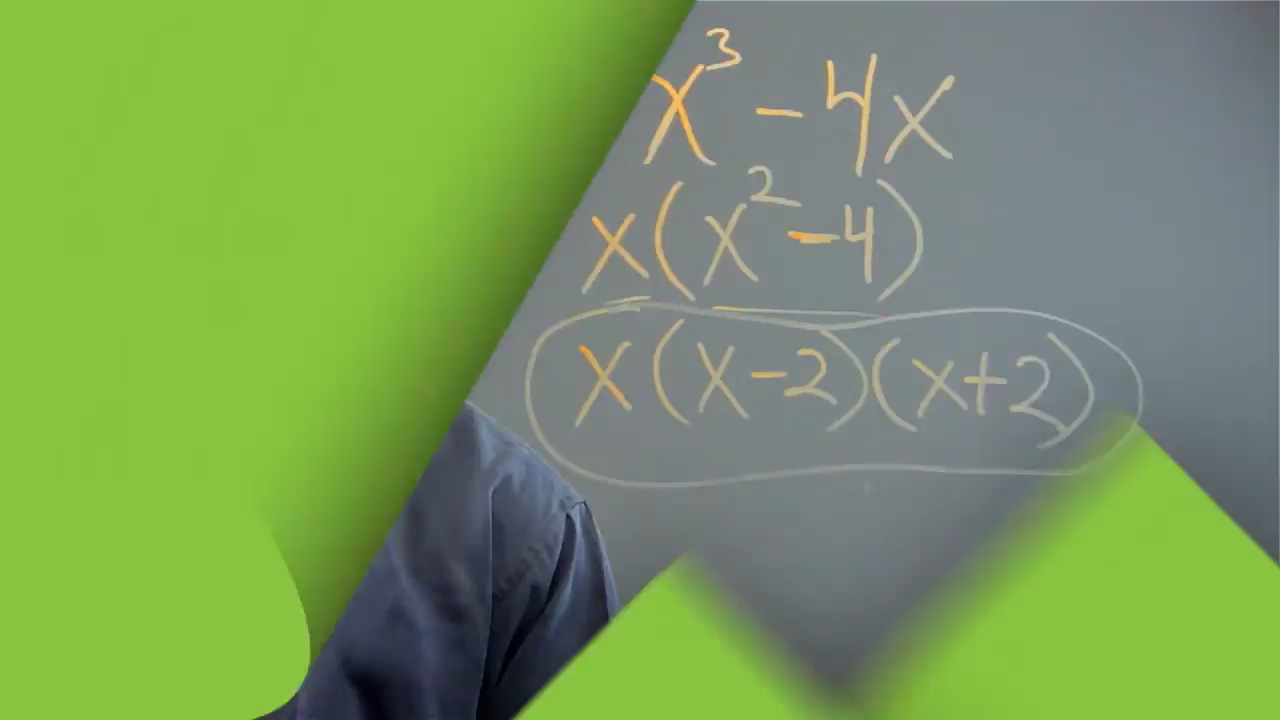 x³ - 4x
x(x² - 4)
x(x-2)(x+2)